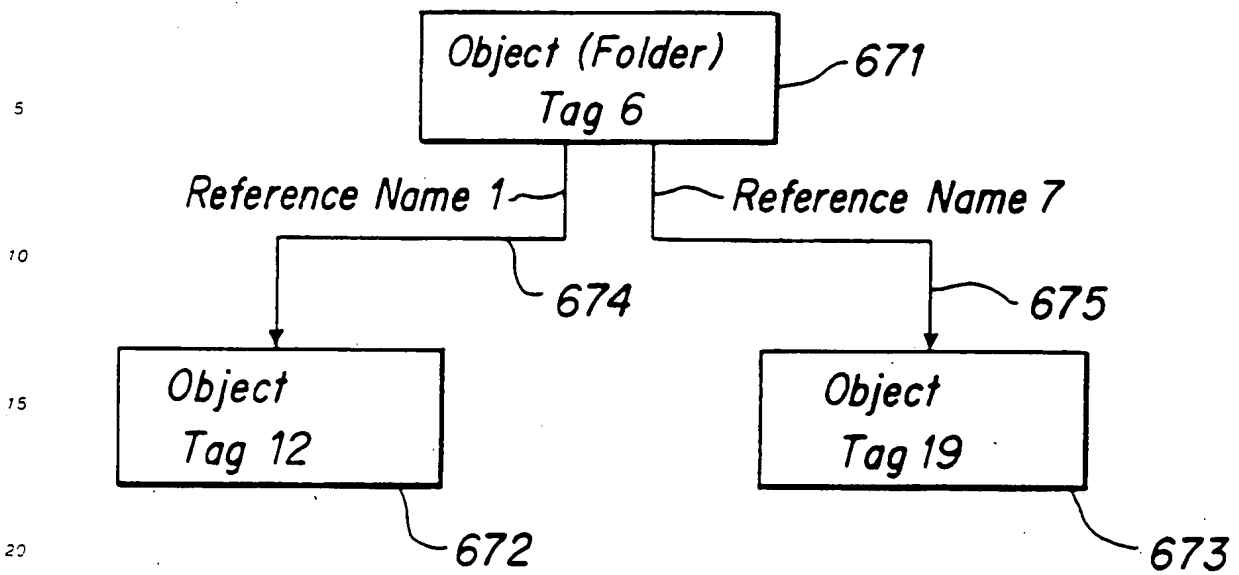 Object (Folder)
Tag 6
671
5
Reference Name 1
Reference Name 7
10
674
675
Object
Tag 12
Object
Tag 19
15
672
673
20